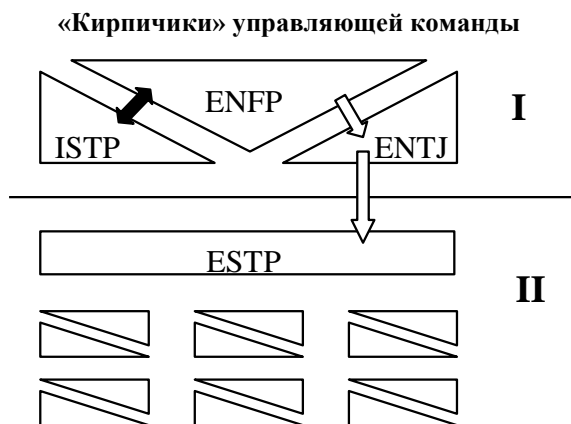 «Кирпичики» управляющей команды
ENFP
I
ISTP
ENTJ
ESTP
II